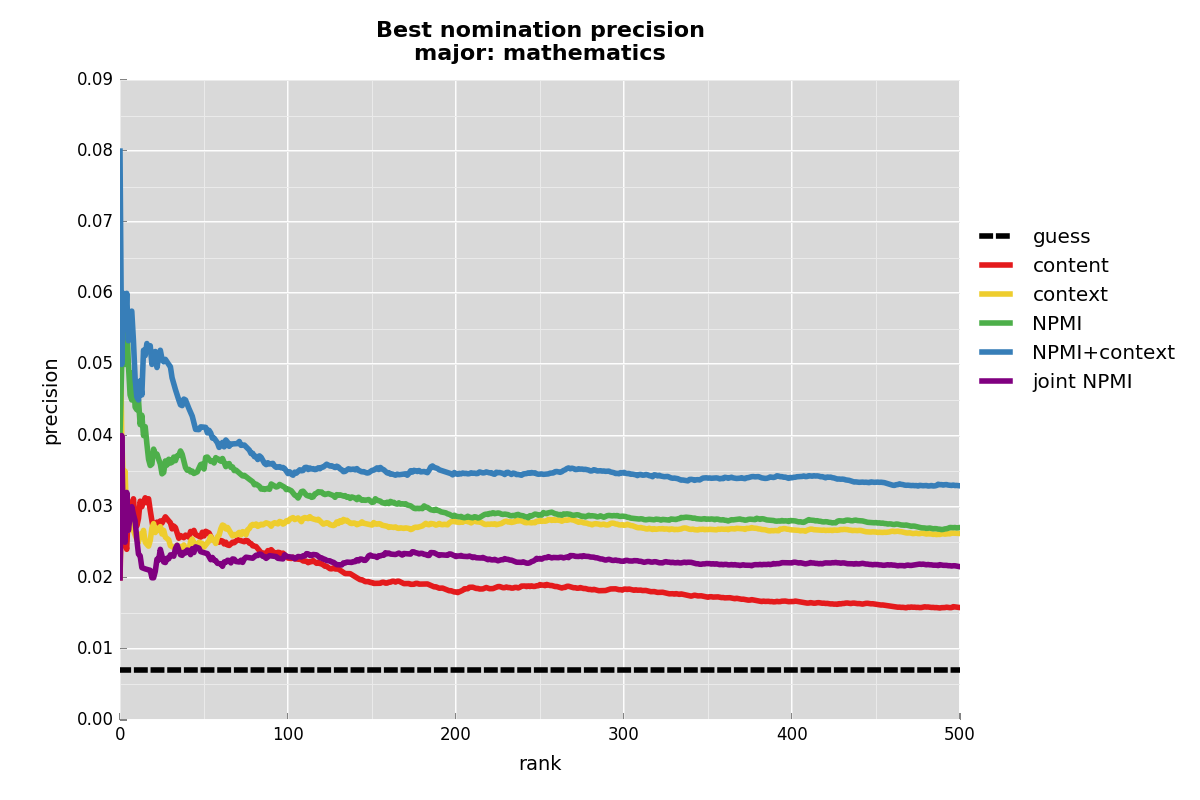 Best nomination precision
major: mathematics
0.09
0.08
0.07
0.06
0.05
0.04
0.03
0.02
0.01
0.00
precision
0 100 200 300 400 500
rank
guess
content
context
NPMI
NPMI+context
joint NPMI